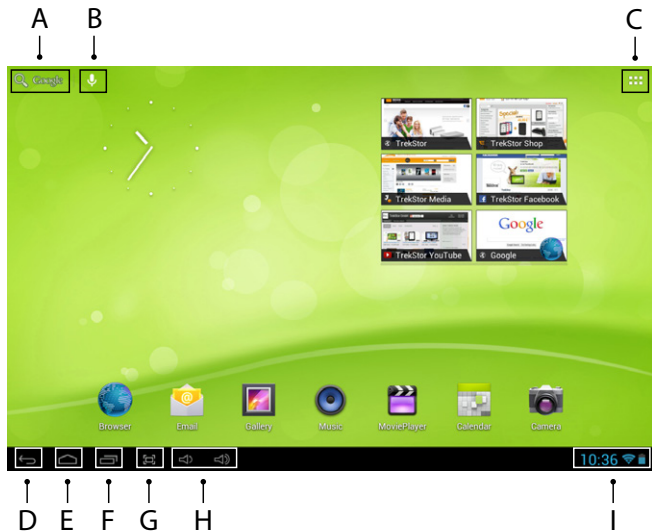 A B C
Google
TrekStor TrekStor Shop
TrekStor Media TrekStor Facebook
Google
TrekStor YouTube Google
Browser Email Gallery Music MoviePlayer Calendar Camera
10:36
D E F G H I